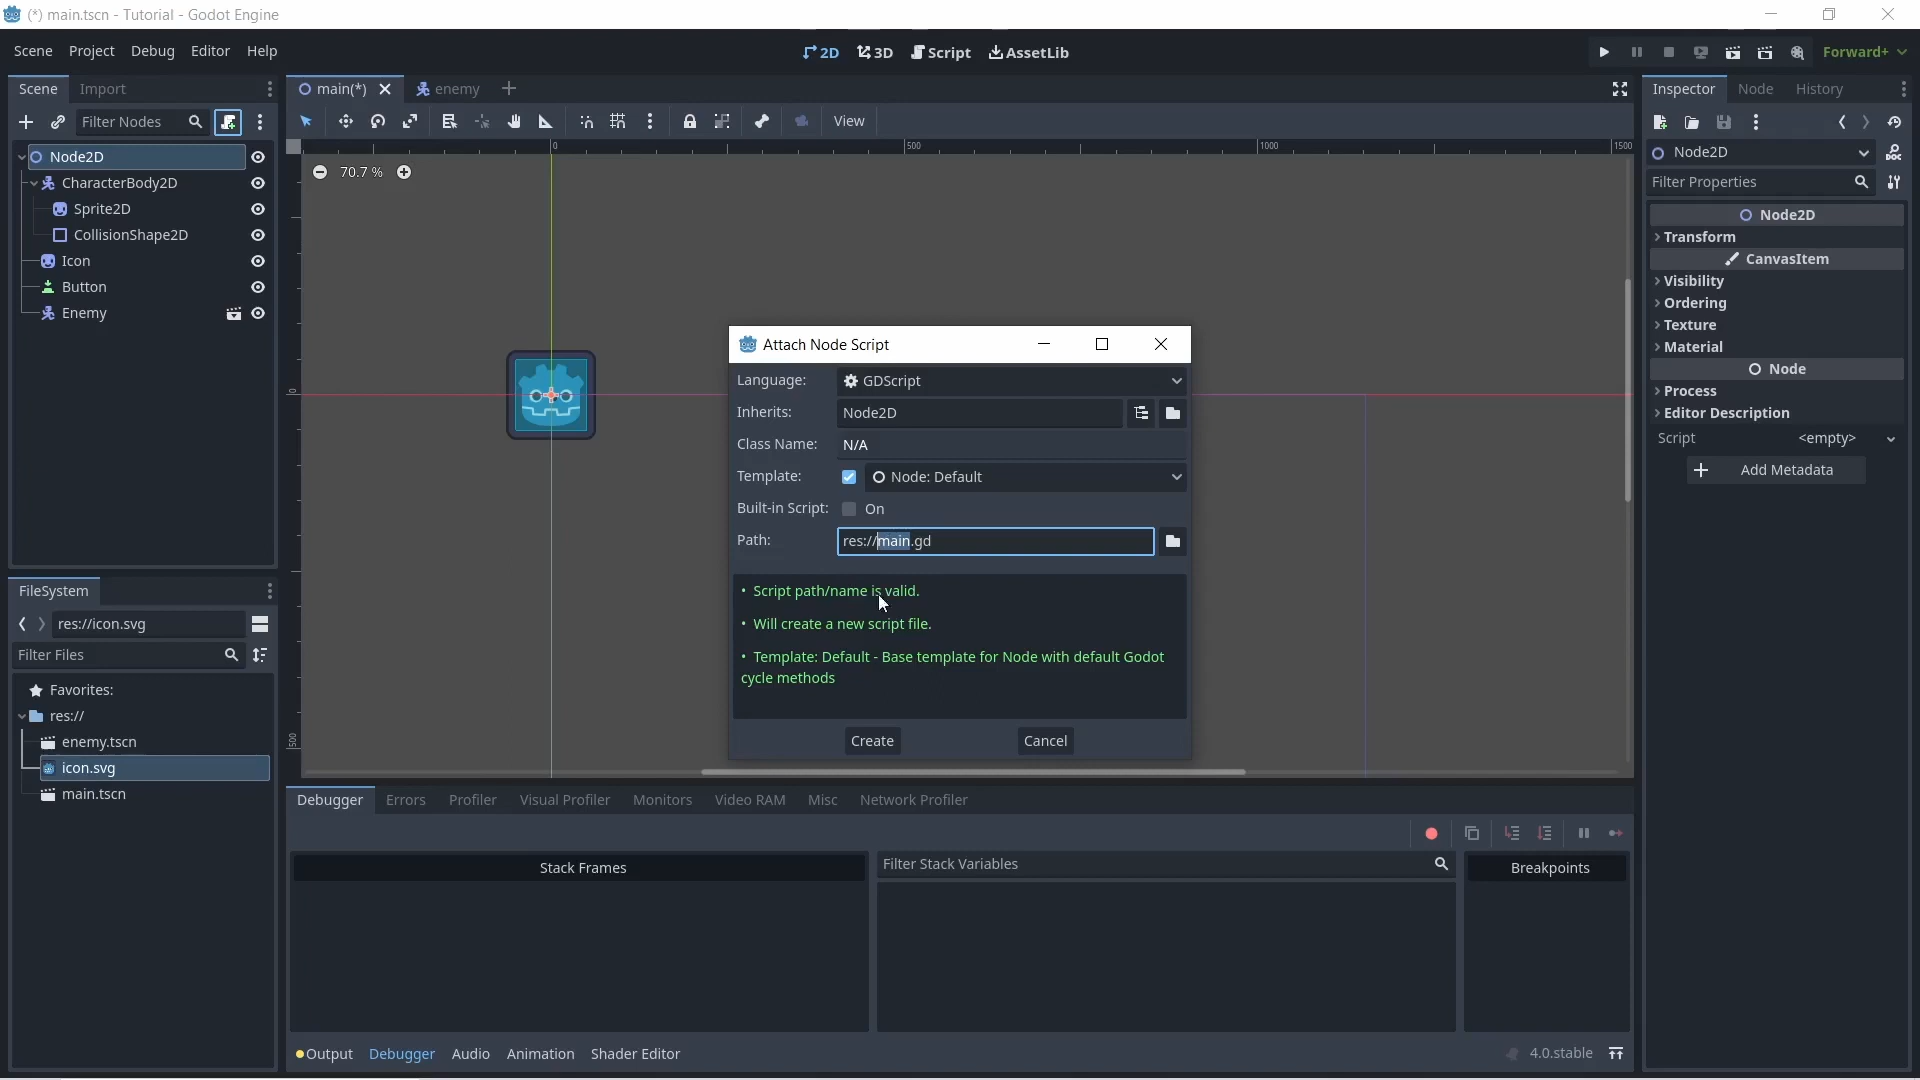 (*) main.tscn - Tutorial - Godot Engine
Scene Project Debug Editor Help
2D 3D Script AssetLib
Forward+
Scene Import
main(*) enemy
Inspector Node History
Filter Nodes
View
Node2D
CharacterBody2D
Sprite2D
CollisionShape2D
Icon
Button
Enemy
0 500 1000 1500
70.7 %
0
500
Attach Node Script
Language: GDScript
Inherits: Node2D
Class Name: N/A
Template: Node: Default
Built-in Script: On
Path: res://main.gd
• Script path/name is valid.
• Will create a new script file.
• Template: Default - Base template for Node with default Godot
cycle methods
Create Cancel
Node2D
DOC
Filter Properties
Node2D
Transform
CanvasItem
Visibility
Ordering
Texture
Material
Node
Process
Editor Description
Script <empty>
Add Metadata
FileSystem
res://icon.svg
Filter Files
Favorites:
res://
enemy.tscn
icon.svg
main.tscn
Debugger Errors Profiler Visual Profiler Monitors Video RAM Misc Network Profiler
Stack Frames
Filter Stack Variables
Breakpoints
Output Debugger Audio Animation Shader Editor
4.0.stable